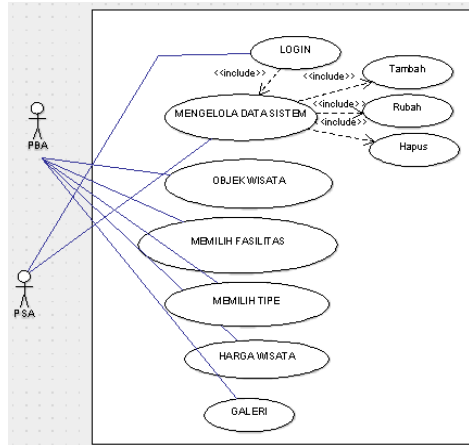 LOGIN
<<include>>
<<include>>
Tambah
MENGELOLA DATA SISTEM
<<include>>
Rubah
<<include>>
Hapus
PBA
OBJEK WISATA
MEMILIH FASILITAS
MEMILIH TIPE
PSA
HARGA WISATA
GALERI